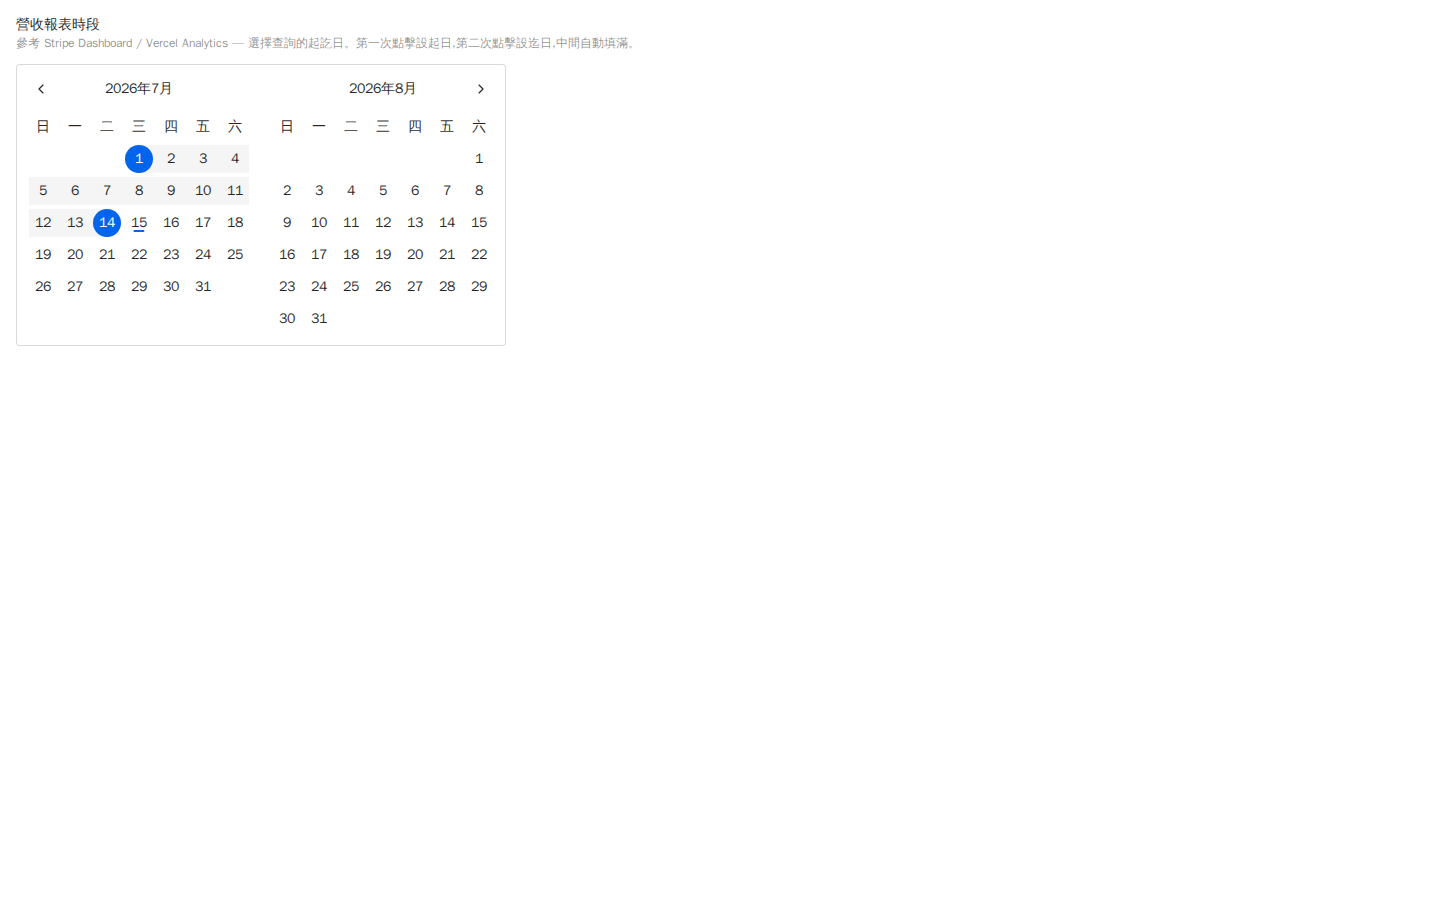 營收報表時段
參考 Stripe Dashboard / Vercel Analytics — 選擇查詢的起訖日。第一次點擊設起日,第二次點擊設迄日,中間自動填滿。
2026年7月
日 一 二 三 四 五 六
1 2 3 4
5 6 7 8 9 10 11
12 13 14 15 16 17 18
19 20 21 22 23 24 25
26 27 28 29 30 31
2026年8月
日 一 二 三 四 五 六
1
2 3 4 5 6 7 8
9 10 11 12 13 14 15
16 17 18 19 20 21 22
23 24 25 26 27 28 29
30 31